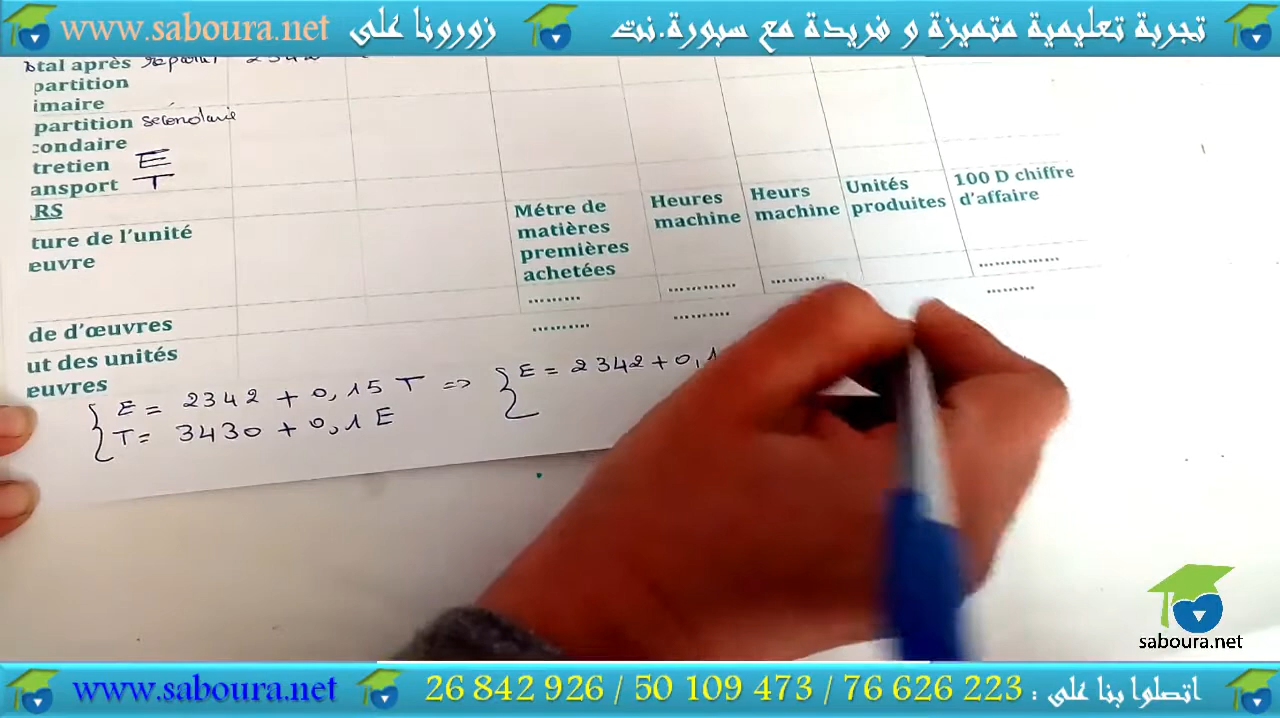 www.saboura.net زورونا على تجربة تعليمية متميزة و فريدة مع سبورة.نت
otal après
partition
imaire
partition secondaire
condaire
tretien E
ansport T
RS
ture de l'unité
œuvre
Métre de
matières
premières
achetées
Heures
machine
Heurs
machine
Unités
produites
100 D chiffre
d'affaire
de d'œuvres
ut des unités
œuvres
E = 2342 + 0,15 T => E = 2342 + 0,1
T = 3430 + 0,1 E
saboura.net
www.saboura.net 26 842 926 / 50 109 473 / 76 626 223 : اتصلوا بنا على